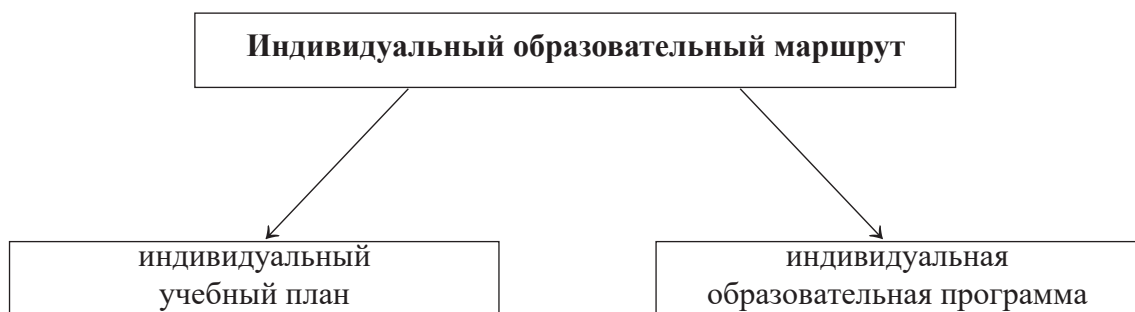 Индивидуальный образовательный маршрут
индивидуальный
учебный план
индивидуальная
образовательная программа